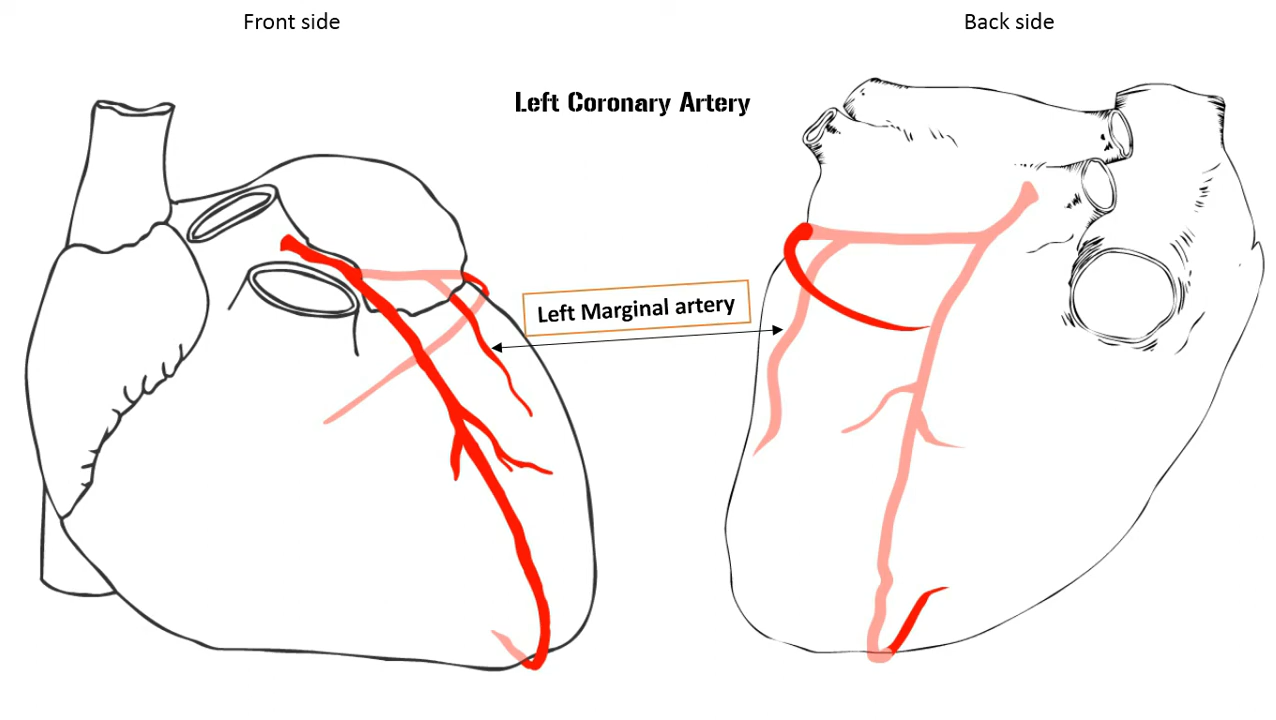 Front side
Back side
Left Coronary Artery
Left Marginal artery